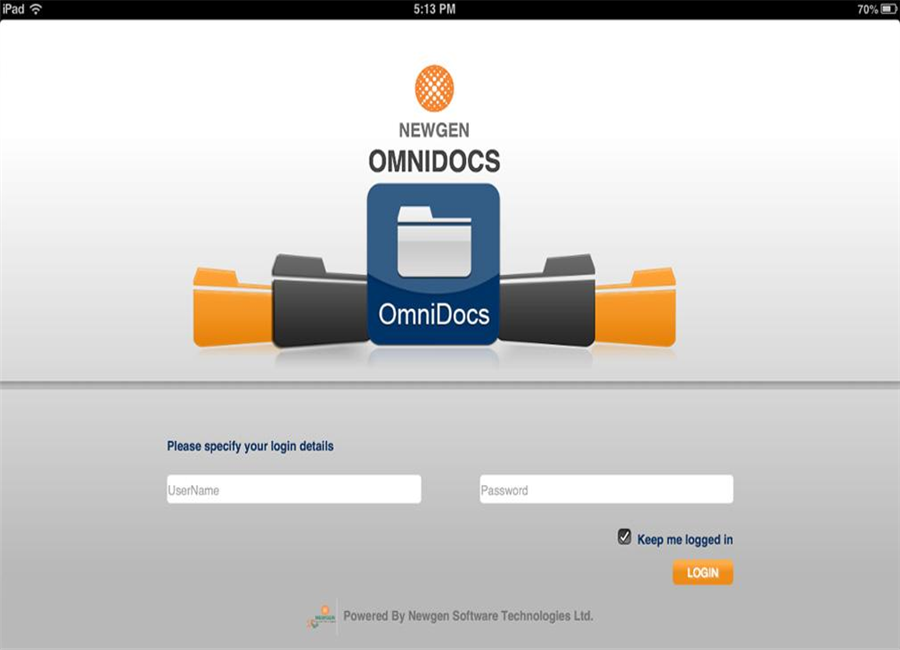 iPad 5:13 PM 70%
NEWGEN
OMNIDOCS
OmniDocs
Please specify your login details
UserName Password
Keep me logged in
LOGIN
NEWGEN
Powered By Newgen Software Technologies Ltd.